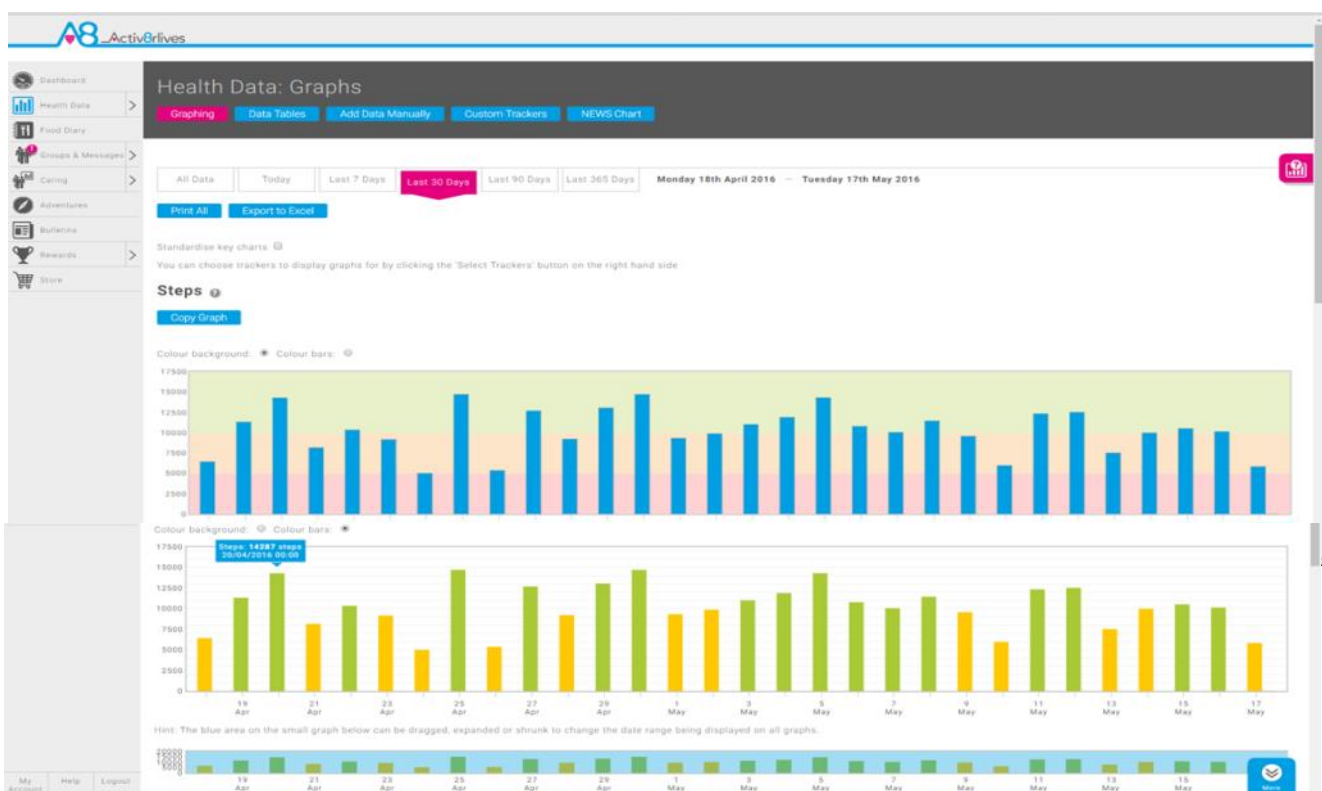 A8 Activ8rlives
Dashboard
Health Data
Food Diary
Groups & Messages
Caring
Adventures
Bulletins
Rewards
Store
Health Data: Graphs
Graphing Data Tables Add Data Manually Custom Trackers NEWS Chart
All Data Today Last 7 Days Last 30 Days Last 90 Days Last 365 Days Monday 18th April 2016 – Tuesday 17th May 2016
Print All Export to Excel
Standardise key charts
You can choose trackers to display graphs for by clicking the 'Select Trackers' button on the right hand side
Steps
Copy Graph
Colour background: Colour bars:
17500
15000
12500
10000
7500
5000
2500
0
Colour background: Colour bars:
17500
15000
12500
10000
7500
5000
2500
0
Steps: 14287 steps
20/04/2016 00:00
19 21 23 25 27 29 1 3 5 7 9 11 13 15 17
Apr Apr Apr Apr Apr Apr May May May May May May May May May
Hint: The blue area on the small graph below can be dragged, expanded or shrunk to change the date range being displayed on all graphs.
20000
15000
10000
5000
0
19 21 23 25 27 29 1 3 5 7 9 11 13 15
Apr Apr Apr Apr Apr Apr May May May May May May May May
My Account Help Logout
More